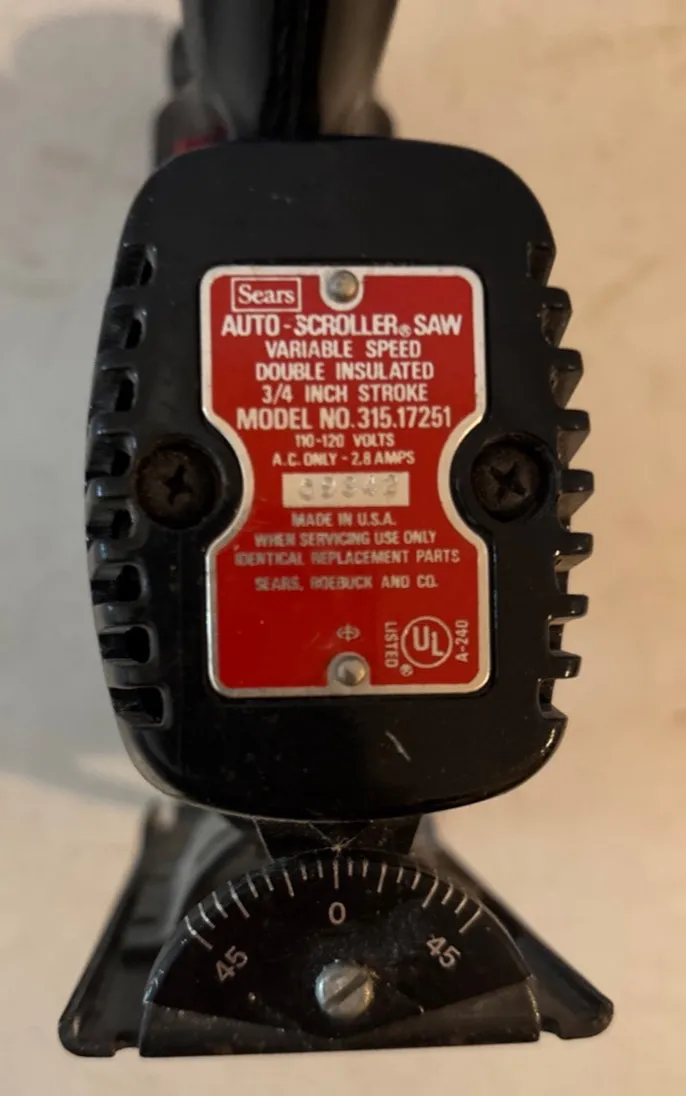 Sears
AUTO-SCROLLER® SAW
VARIABLE SPEED
DOUBLE INSULATED
3/4 INCH STROKE
MODEL NO. 315.17251
110-120 VOLTS
A.C. ONLY - 2.8 AMPS
MADE IN U.S.A.
WHEN SERVICING USE ONLY
IDENTICAL REPLACEMENT PARTS
SEARS, ROEBUCK AND CO.
LISTED
UL
®
A-240
45
0
45